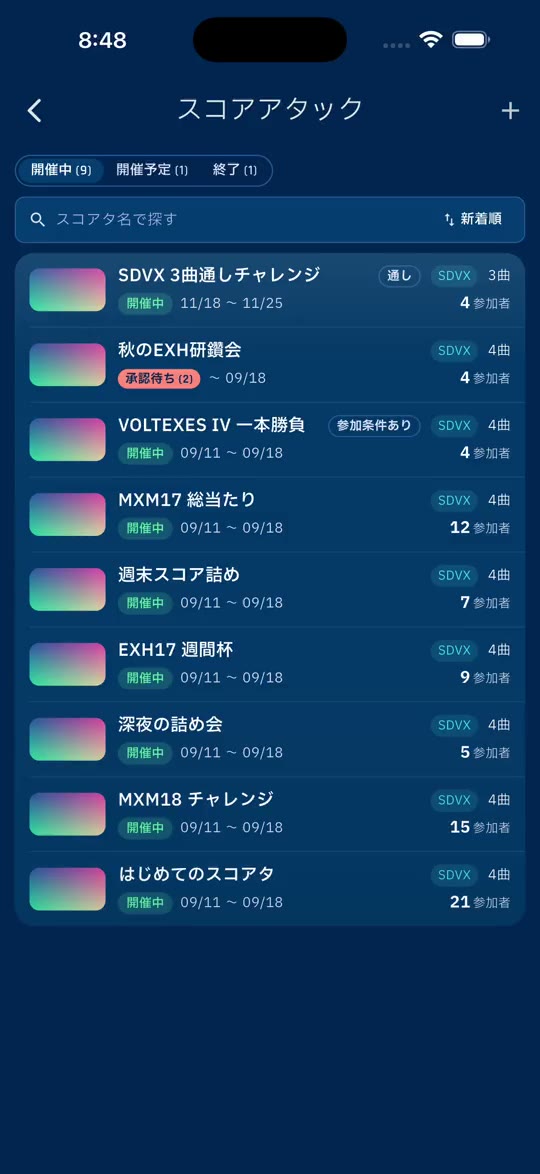 8:48
スコアアタック
開催中 (9) 開催予定 (1) 終了 (1)
スコアタ名で探す 新着順
SDVX 3曲通しチャレンジ 通し SDVX 3曲
開催中 11/18 〜 11/25 4 参加者
秋のEXH研鑽会 SDVX 4曲
承認待ち (2) 〜 09/18 4 参加者
VOLTEXES IV 一本勝負 参加条件あり SDVX 4曲
開催中 09/11 〜 09/18 4 参加者
MXM17 総当たり SDVX 4曲
開催中 09/11 〜 09/18 12 参加者
週末スコア詰め SDVX 4曲
開催中 09/11 〜 09/18 7 参加者
EXH17 週間杯 SDVX 4曲
開催中 09/11 〜 09/18 9 参加者
深夜の詰め会 SDVX 4曲
開催中 09/11 〜 09/18 5 参加者
MXM18 チャレンジ SDVX 4曲
開催中 09/11 〜 09/18 15 参加者
はじめてのスコアタ SDVX 4曲
開催中 09/11 〜 09/18 21 参加者